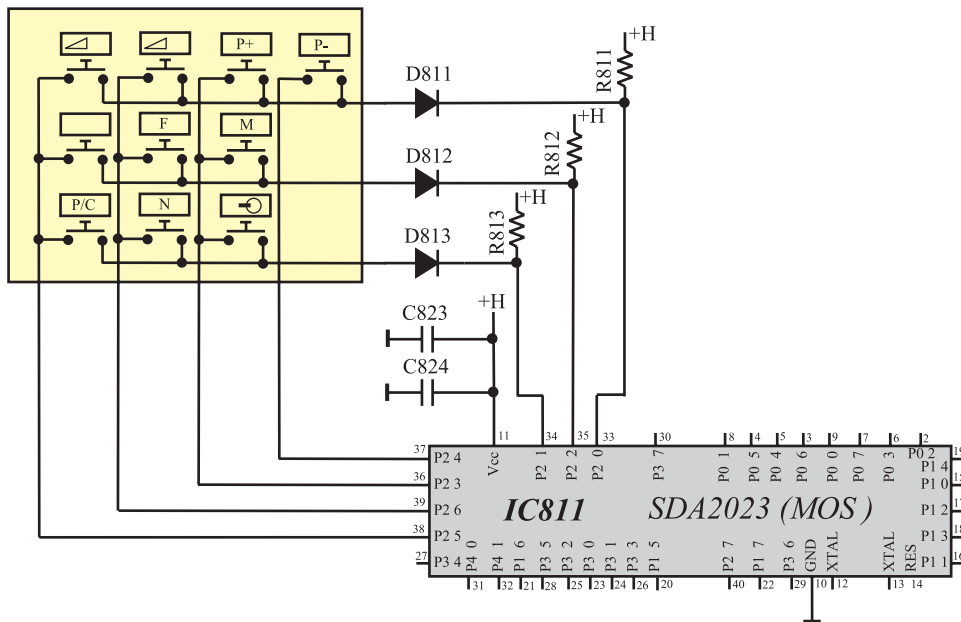 +H
P+
P-
R811
D811
+H
R812
F
M
D812
+H
P/C
N
R813
D813
+H
C823
C824
11
34
35
33
30
8
4
5
3
9
7
6
2
37
P2 4
Vcc
P2 1
P2 2
P2 0
P3 7
P0 1
P0 5
P0 4
P0 6
P0 0
P0 7
P0 3
P0 2
P1 4
19
36
P2 3
P1 0
15
39
P2 6
IC811
SDA2023 (MOS)
P1 2
17
38
P2 5
P1 3
18
27
P3 4
P4 0
P4 1
P1 6
P3 5
P3 2
P3 0
P3 1
P3 3
P1 5
P2 7
P1 7
P3 6
GND
XTAL
XTAL
RES
P1 1
16
31
32
21
28
25
23
24
26
20
40
22
29
10
12
13
14